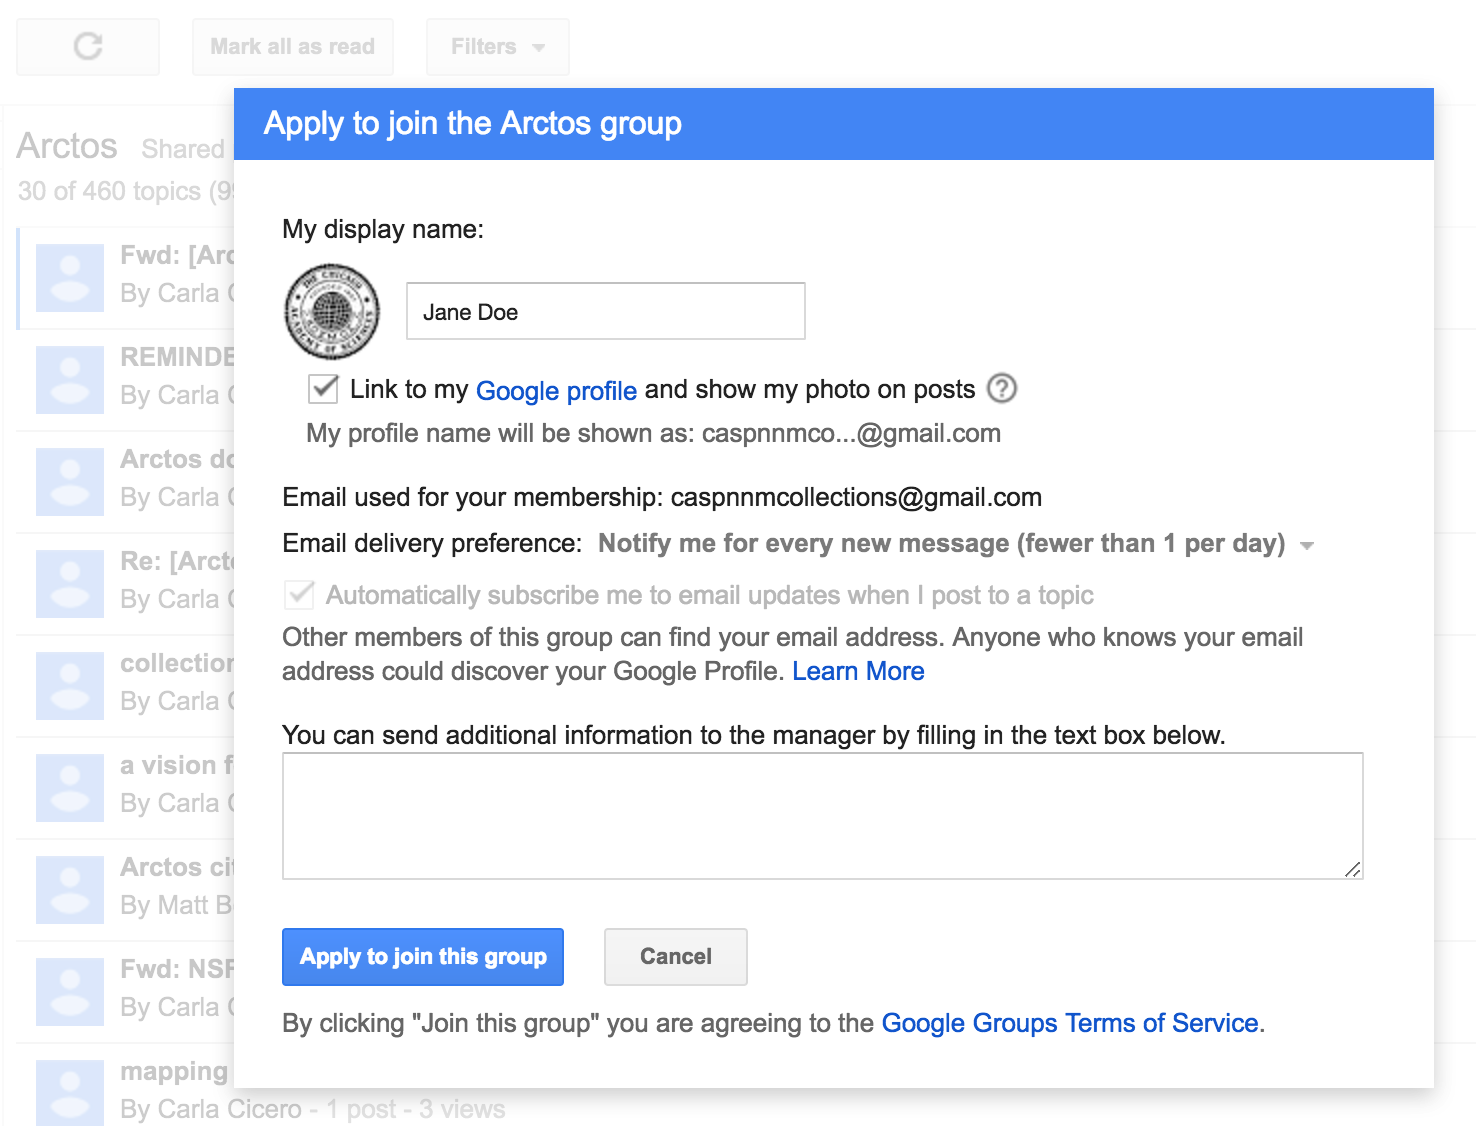 Mark all as read
Filters
Apply to join the Arctos group
Arctos Shared
30 of 460 topics (99
My display name:
THE CHICAGO
ACADEMY OF SCIENCES
Jane Doe
Link to my Google profile and show my photo on posts
My profile name will be shown as: caspnnmco...@gmail.com
Email used for your membership: caspnnmcollections@gmail.com
Email delivery preference: Notify me for every new message (fewer than 1 per day)
Automatically subscribe me to email updates when I post to a topic
Other members of this group can find your email address. Anyone who knows your email
address could discover your Google Profile. Learn More
You can send additional information to the manager by filling in the text box below.
Apply to join this group
Cancel
By clicking "Join this group" you are agreeing to the Google Groups Terms of Service.
Fwd: [Arc
By Carla C
REMINDE
By Carla C
Arctos do
By Carla C
Re: [Arcto
By Carla C
collection
By Carla C
a vision f
By Carla C
Arctos cit
By Matt B
Fwd: NSF
By Carla C
mapping
By Carla Cicero - 1 post - 3 views